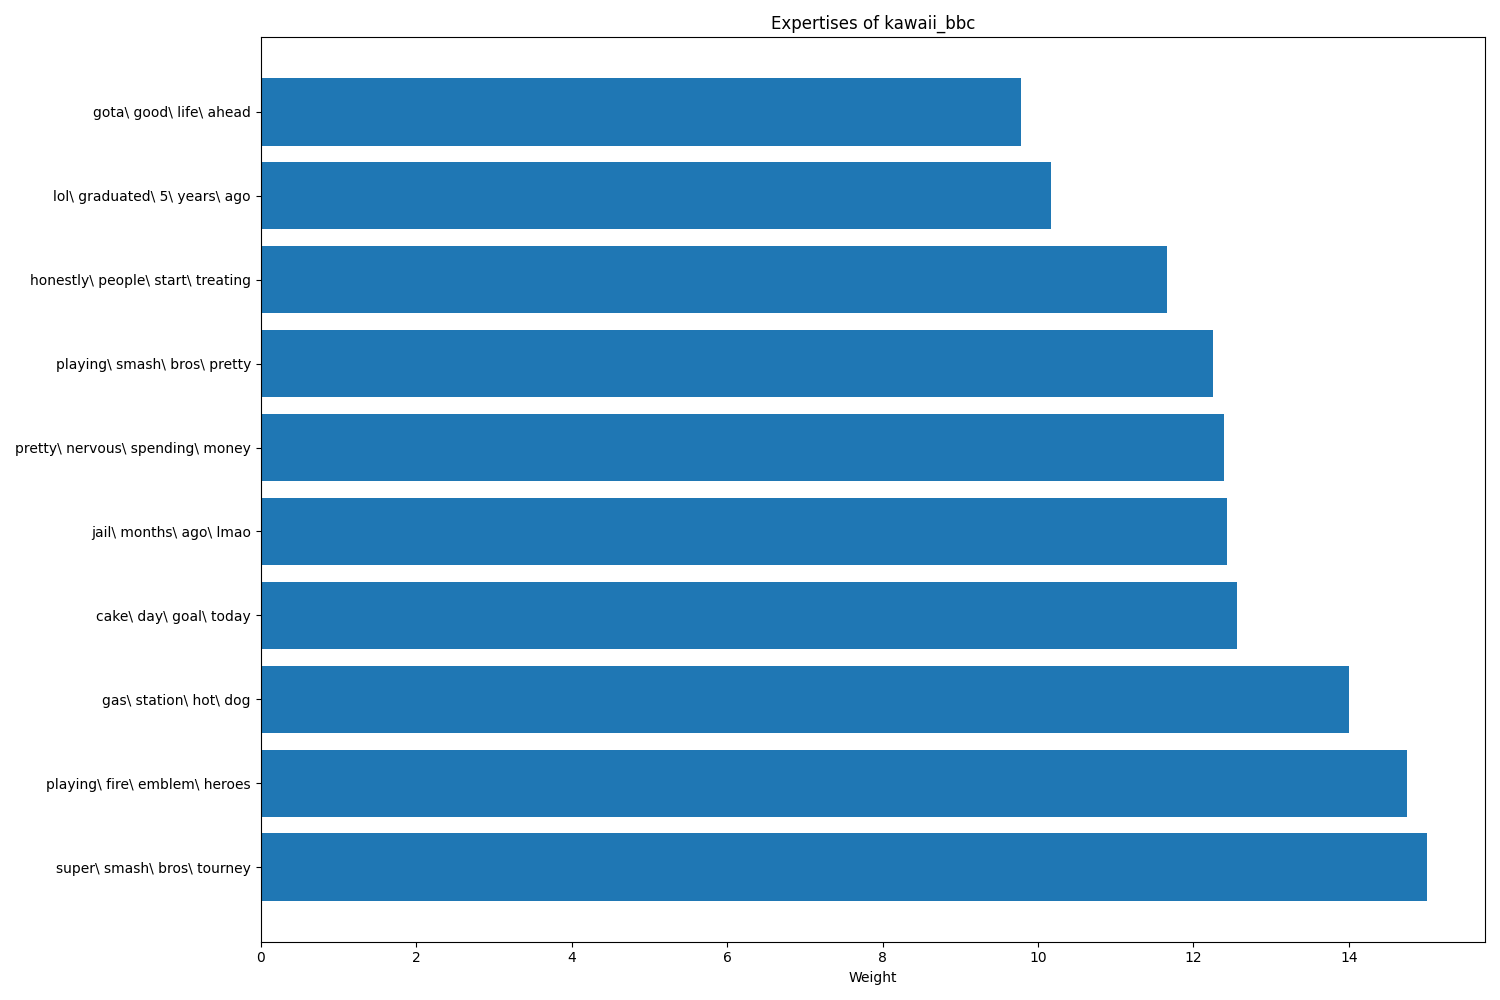 Expertises of kawaii_bbc
gota\ good\ life\ ahead
lol\ graduated\ 5\ years\ ago
honestly\ people\ start\ treating
playing\ smash\ bros\ pretty
pretty\ nervous\ spending\ money
jail\ months\ ago\ lmao
cake\ day\ goal\ today
gas\ station\ hot\ dog
playing\ fire\ emblem\ heroes
super\ smash\ bros\ tourney
0 2 4 6 8 10 12 14
Weight